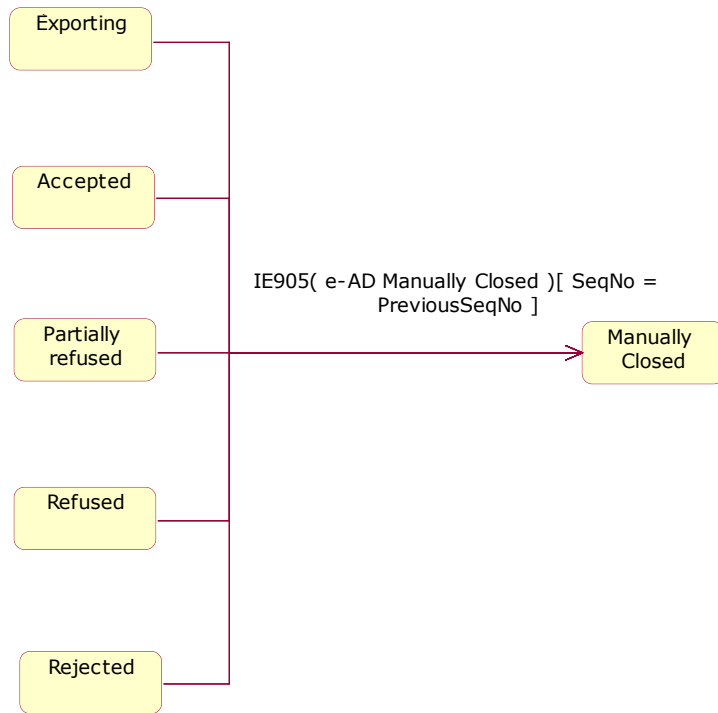 Exporting
Accepted
IE905( e-AD Manually Closed )[ SeqNo =
PreviousSeqNo ]
Partially
refused
Manually
Closed
Refused
Rejected